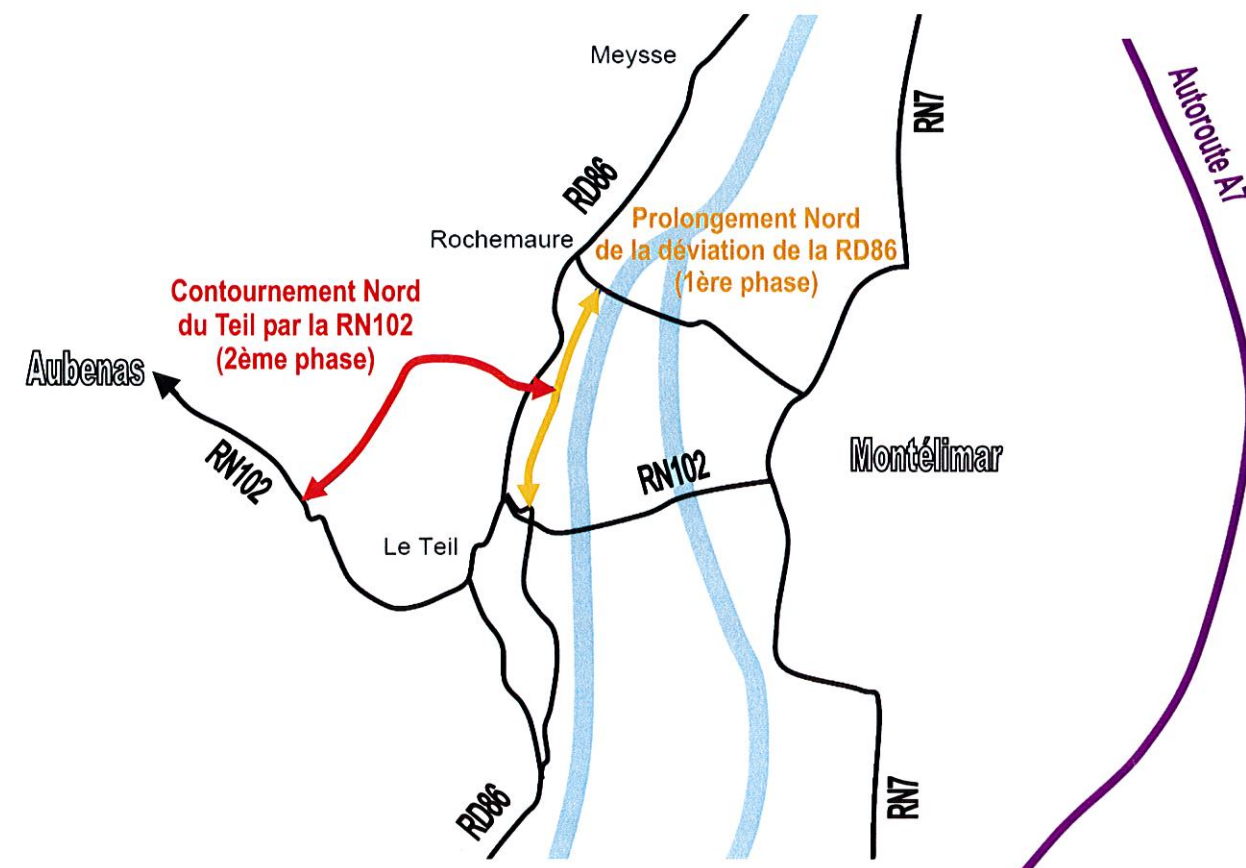 Meysse
RN7
Autoroute A7
RD86
Rochemaure
Prolongement Nord
de la déviation de la RD86
(1ère phase)
Contournement Nord
du Teil par la RN102
(2ème phase)
Aubenas
RN102
RN102
Montélimar
Le Teil
RD86
RN7